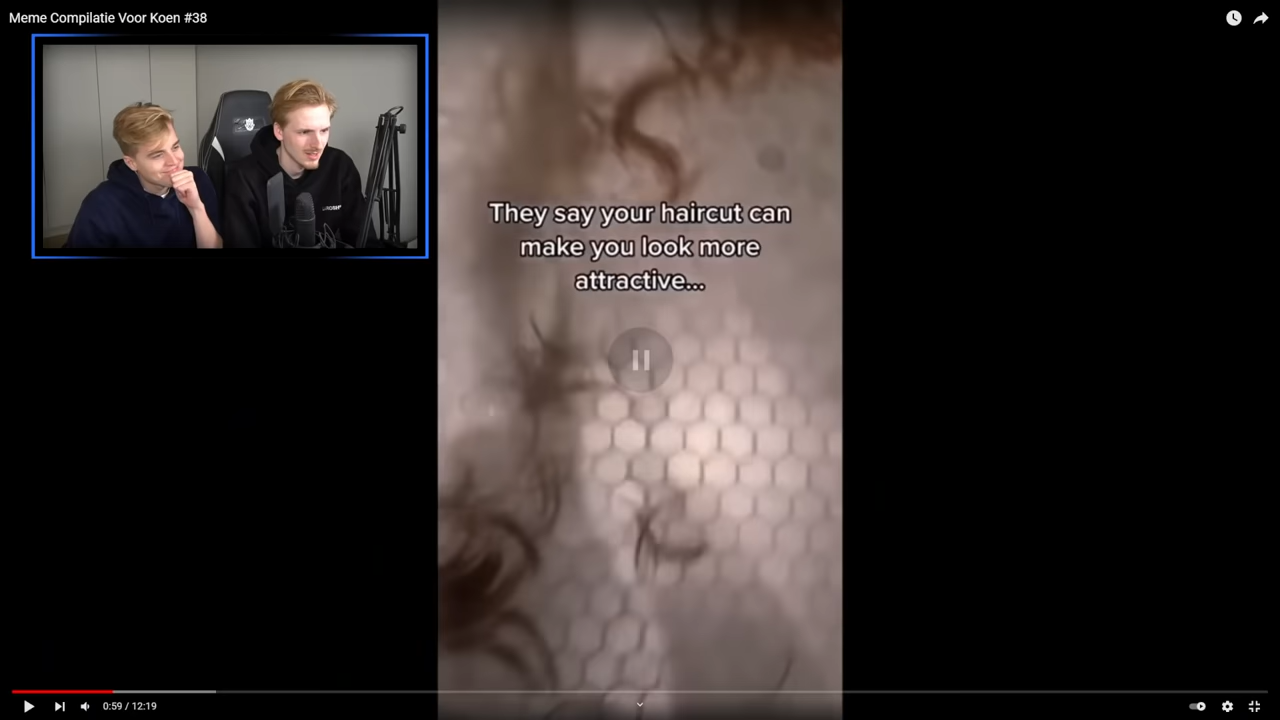 Meme Compilatie Voor Koen #38
They say your haircut can
make you look more
attractive...
0:59 / 12:19